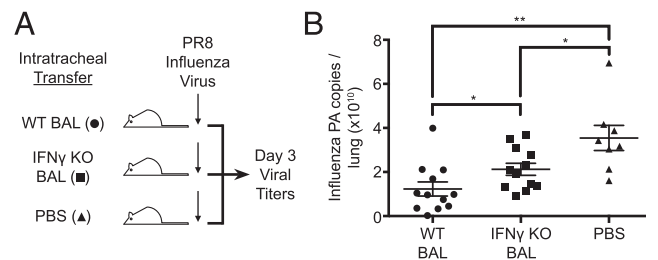 A
Intratracheal
Transfer
PR8
Influenza
Virus
WT BAL (●)
IFNγ KO
BAL (■)
PBS (▲)
Day 3
Viral
Titers
B
Influenza PA copies /
lung (x10¹⁰)
8
6
4
2
0
**
*
*
WT
BAL
IFNγ KO
BAL
PBS